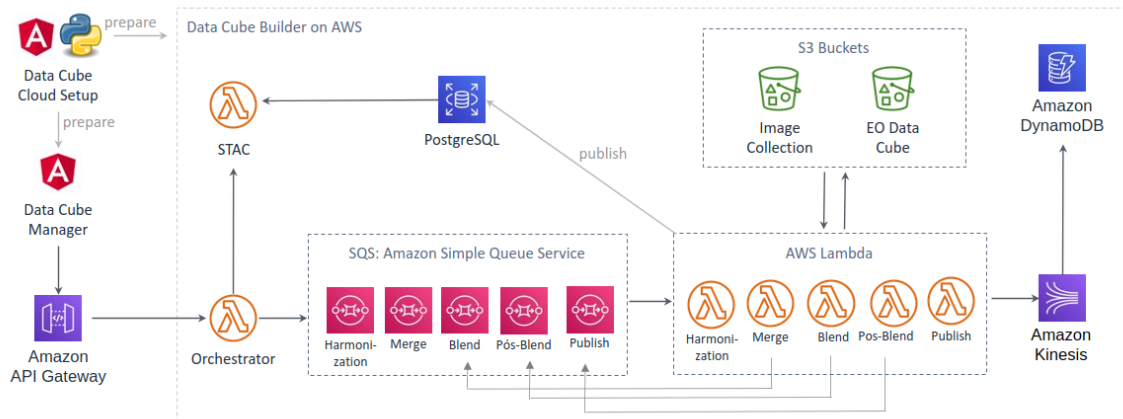 prepare
Data Cube Builder on AWS
Data Cube
Cloud Setup
prepare
Data Cube
Manager
Amazon
API Gateway
STAC
Orchestrator
PostgreSQL
publish
S3 Buckets
Image
Collection
EO Data
Cube
Amazon
DynamoDB
SQS: Amazon Simple Queue Service
Harmoni-
zation
Merge
Blend
Pós-Blend
Publish
AWS Lambda
Harmoni-
zation
Merge
Blend
Pos-Blend
Publish
Amazon
Kinesis